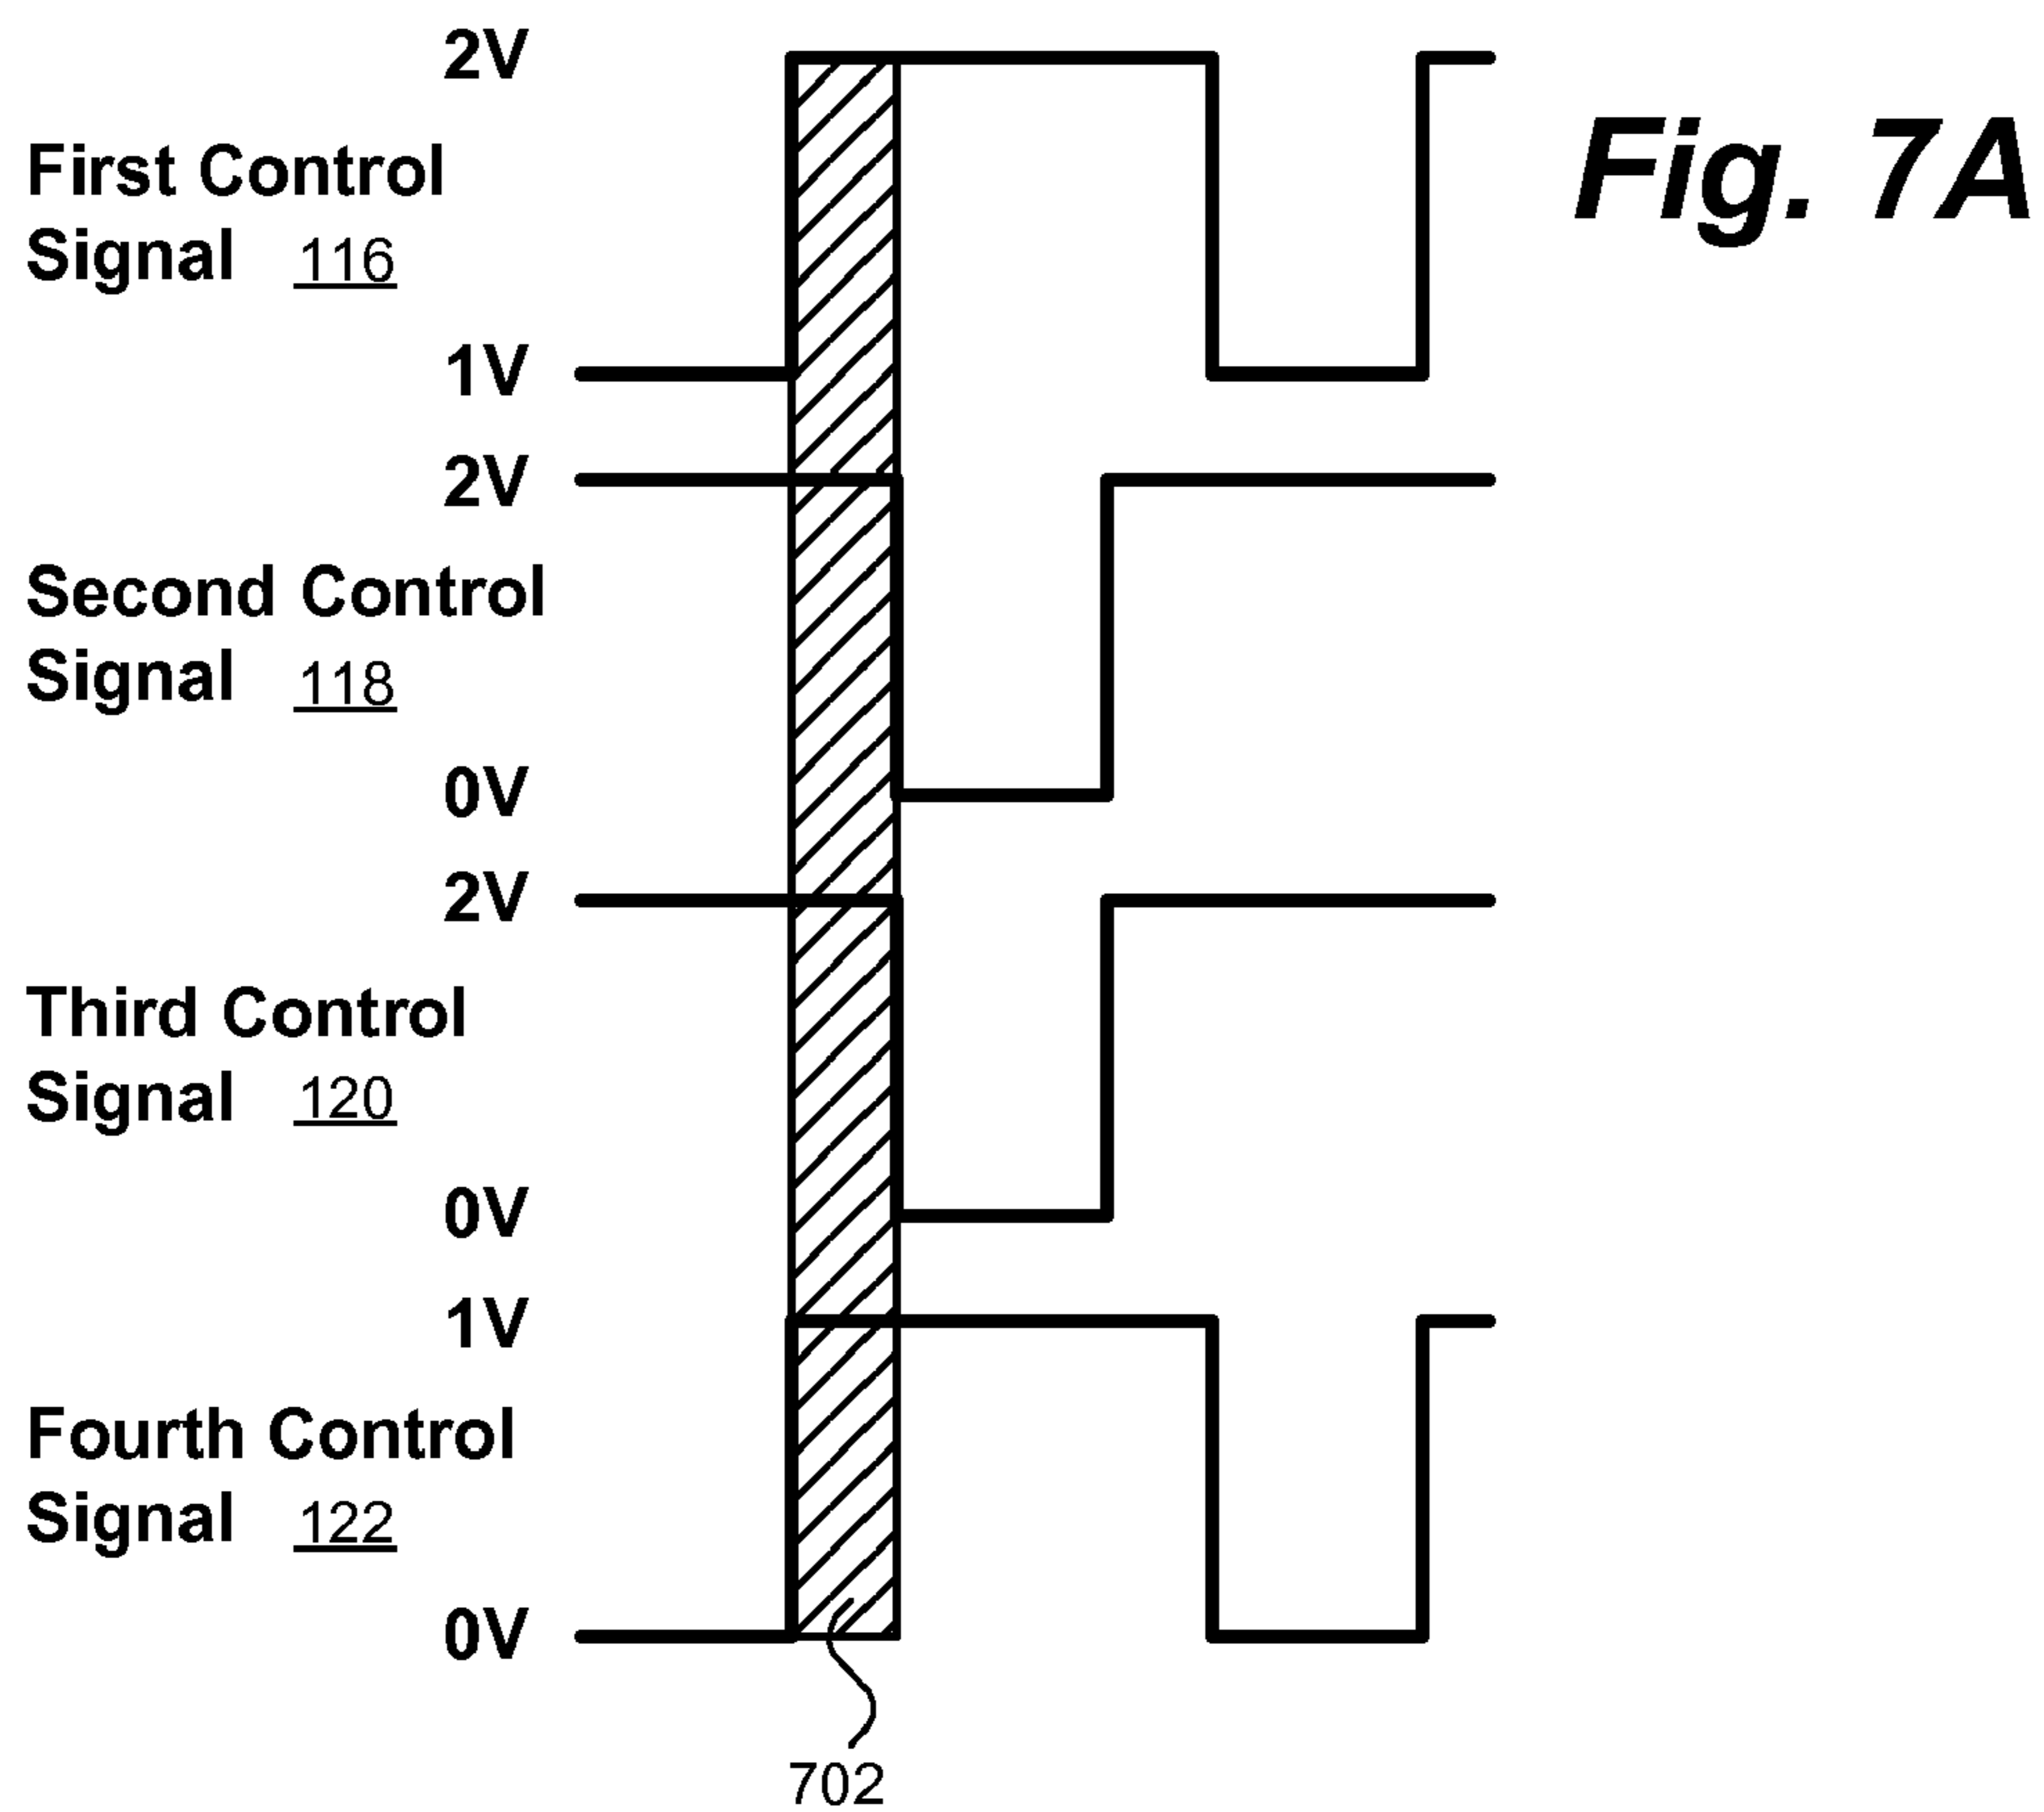 2V
Fig. 7A
First Control
Signal 116
1V
2V
Second Control
Signal 118
0V
2V
Third Control
Signal 120
0V
1V
Fourth Control
Signal 122
0V
702